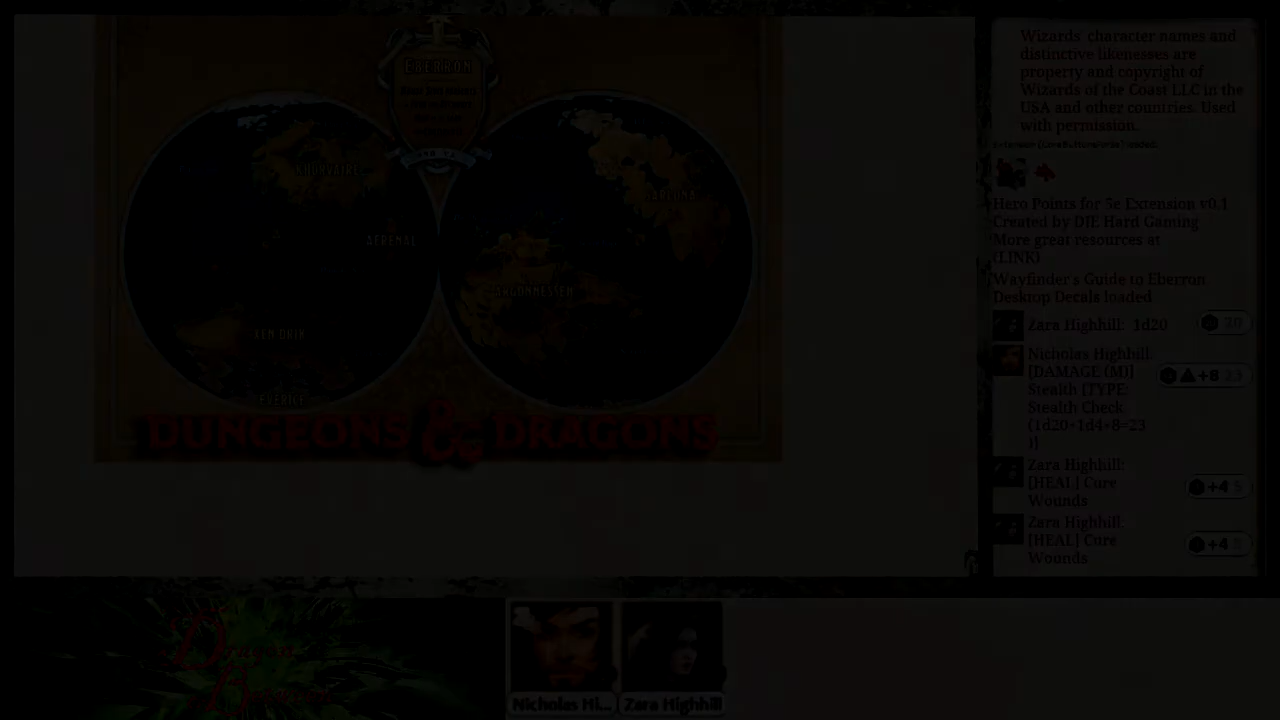 EBERRON
KHORVAIRE
SARLONA
AERENAL
ARGONNESSEN
XEN'DRIK
EVERICE
DUNGEONS & DRAGONS
Wizards' character names and
distinctive likenesses are
property and copyright of
Wizards of the Coast LLC in the
USA and other countries. Used
with permission.
Hero Points for 5e Extension v0.1
Created by DIE Hard Gaming
More great resources at
(LINK)
Wayfinder's Guide to Eberron
Desktop Decals loaded
Zara Highhill: 1d20 20
Nicholas Highhill:
[DAMAGE (M)] +8 23
Stealth [TYPE:
Stealth Check
(1d20+1d4+8=23
)]
Zara Highhill:
[HEAL] Cure +4 5
Wounds
Zara Highhill:
[HEAL] Cure +4 5
Wounds
Dragon
Nicholas Hi... Zara Highhill